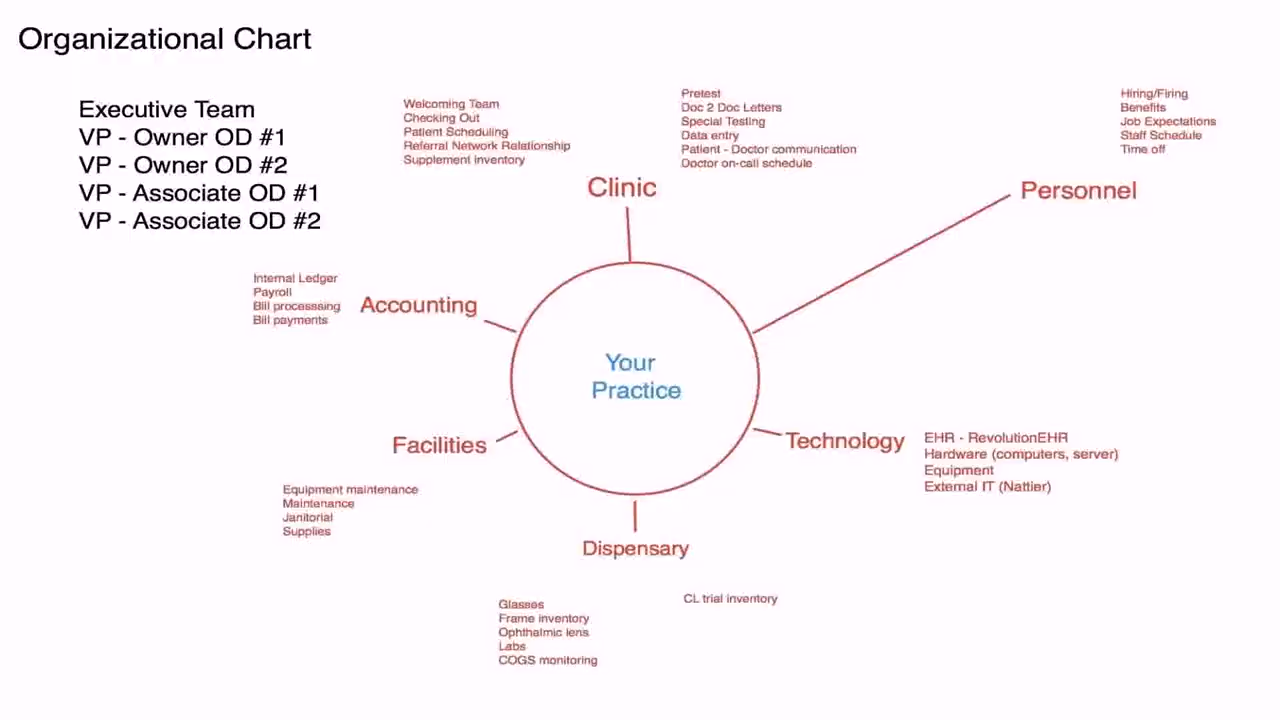 Organizational Chart
Executive Team
VP - Owner OD #1
VP - Owner OD #2
VP - Associate OD #1
VP - Associate OD #2
Welcoming Team
Checking Out
Patient Scheduling
Referral Network Relationship
Supplement inventory
Pretest
Doc 2 Doc Letters
Special Testing
Data entry
Patient - Doctor communication
Doctor on-call schedule
Clinic
Hiring/Firing
Benefits
Job Expectations
Staff Schedule
Time off
Personnel
Internal Ledger
Payroll
Bill processing
Bill payments
Accounting
Your
Practice
Facilities
Equipment maintenance
Maintenance
Janitorial
Supplies
Technology
EHR - RevolutionEHR
Hardware (computers, server)
Equipment
External IT (Nattier)
Dispensary
Glasses
Frame inventory
Ophthalmic lens
Labs
COGS monitoring
CL trial inventory